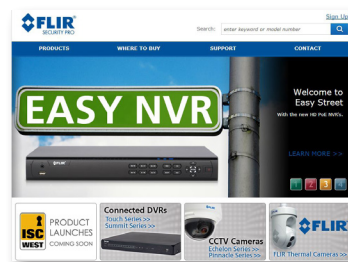 FLIR
SECURITY PRO
Sign Up
Search:
enter keyword or model number
PRODUCTS
WHERE TO BUY
SUPPORT
CONTACT
EASY NVR
Welcome to
Easy Street
With the new HD PoE NVR's.
LEARN MORE >>
1 2 3 4
FLIR
ISC
WEST
PRODUCT
LAUNCHES
COMING SOON
Connected DVRs
Touch Series >>
Summit Series >>
CCTV Cameras
Echelon Series >>
Pinnacle Series >>
FLIR
FLIR Thermal Cameras >>